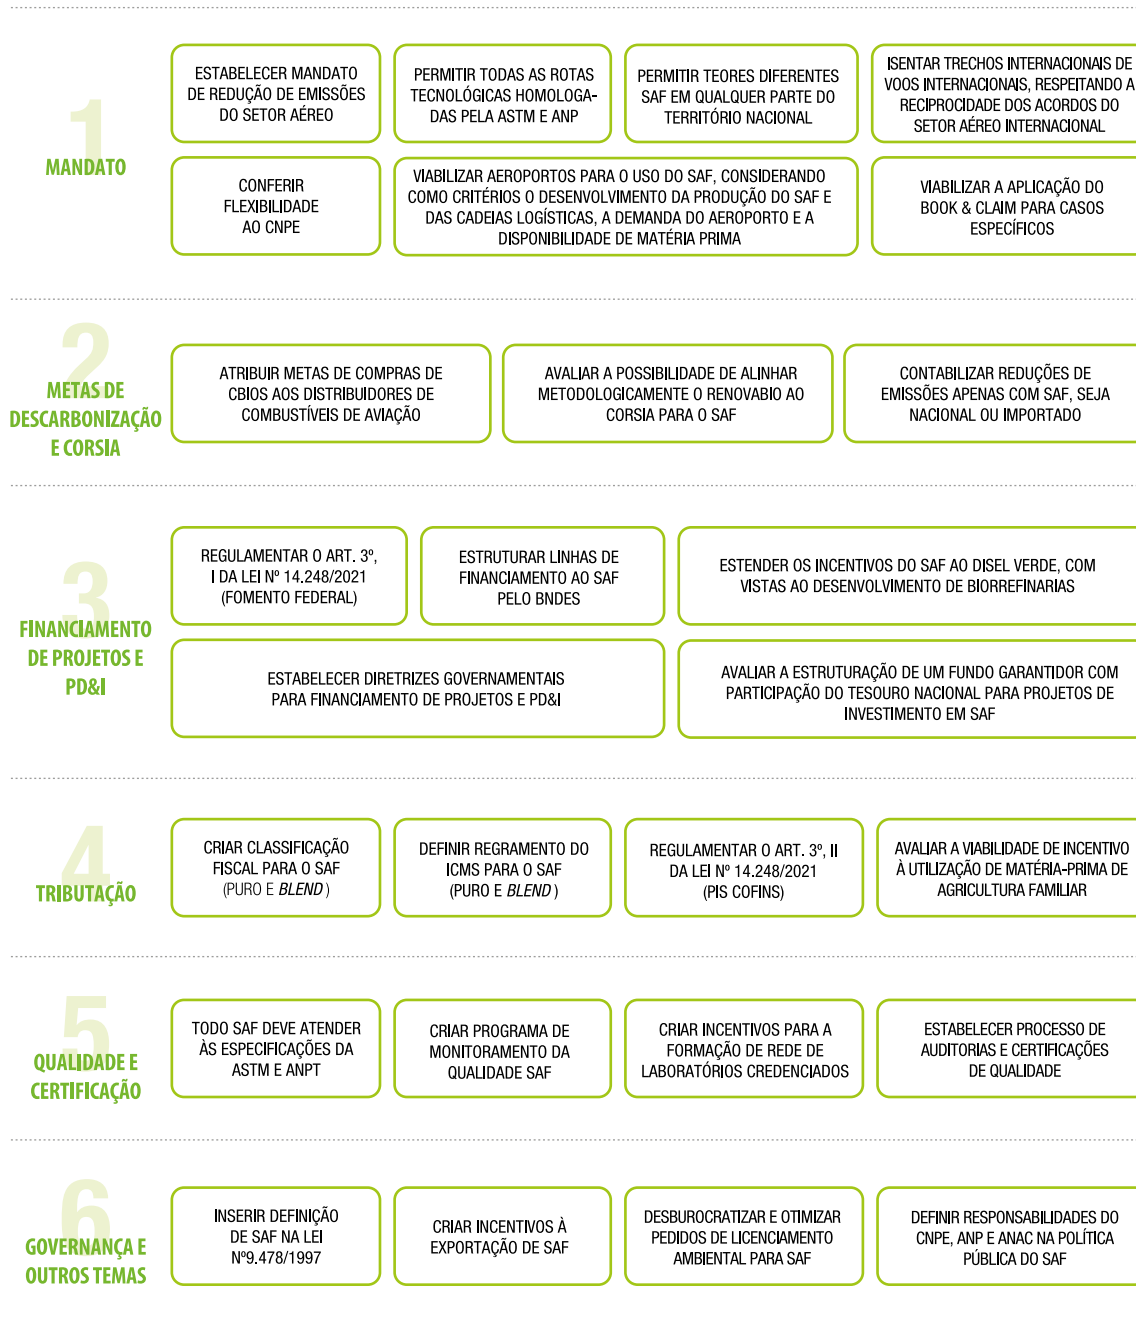 1
MANDATO
ESTABELECER MANDATO
DE REDUÇÃO DE EMISSÕES
DO SETOR AÉREO
PERMITIR TODAS AS ROTAS
TECNOLÓGICAS HOMOLOGA-
DAS PELA ASTM E ANP
PERMITIR TEORES DIFERENTES
SAF EM QUALQUER PARTE DO
TERRITÓRIO NACIONAL
ISENTAR TRECHOS INTERNACIONAIS DE
VOOS INTERNACIONAIS, RESPEITANDO A
RECIPROCIDADE DOS ACORDOS DO
SETOR AÉREO INTERNACIONAL
CONFERIR
FLEXIBILIDADE
AO CNPE
VIABILIZAR AEROPORTOS PARA O USO DO SAF, CONSIDERANDO
COMO CRITÉRIOS O DESENVOLVIMENTO DA PRODUÇÃO DO SAF E
DAS CADEIAS LOGÍSTICAS, A DEMANDA DO AEROPORTO E A
DISPONIBILIDADE DE MATÉRIA PRIMA
VIABILIZAR A APLICAÇÃO DO
BOOK & CLAIM PARA CASOS
ESPECÍFICOS
2
METAS DE
DESCARBONIZAÇÃO
E CORSIA
ATRIBUIR METAS DE COMPRAS DE
CBIOS AOS DISTRIBUIDORES DE
COMBUSTÍVEIS DE AVIAÇÃO
AVALIAR A POSSIBILIDADE DE ALINHAR
METODOLOGICAMENTE O RENOVABIO AO
CORSIA PARA O SAF
CONTABILIZAR REDUÇÕES DE
EMISSÕES APENAS COM SAF, SEJA
NACIONAL OU IMPORTADO
3
FINANCIAMENTO
DE PROJETOS E
PD&I
REGULAMENTAR O ART. 3º,
I DA LEI Nº 14.248/2021
(FOMENTO FEDERAL)
ESTRUTURAR LINHAS DE
FINANCIAMENTO AO SAF
PELO BNDES
ESTENDER OS INCENTIVOS DO SAF AO DISEL VERDE, COM
VISTAS AO DESENVOLVIMENTO DE BIORREFINARIAS
ESTABELECER DIRETRIZES GOVERNAMENTAIS
PARA FINANCIAMENTO DE PROJETOS E PD&I
AVALIAR A ESTRUTURAÇÃO DE UM FUNDO GARANTIDOR COM
PARTICIPAÇÃO DO TESOURO NACIONAL PARA PROJETOS DE
INVESTIMENTO EM SAF
4
TRIBUTAÇÃO
CRIAR CLASSIFICAÇÃO
FISCAL PARA O SAF
(PURO E BLEND )
DEFINIR REGRAMENTO DO
ICMS PARA O SAF
(PURO E BLEND )
REGULAMENTAR O ART. 3º, II
DA LEI Nº 14.248/2021
(PIS COFINS)
AVALIAR A VIABILIDADE DE INCENTIVO
À UTILIZAÇÃO DE MATÉRIA-PRIMA DE
AGRICULTURA FAMILIAR
5
QUALIDADE E
CERTIFICAÇÃO
TODO SAF DEVE ATENDER
ÀS ESPECIFICAÇÕES DA
ASTM E ANPT
CRIAR PROGRAMA DE
MONITORAMENTO DA
QUALIDADE SAF
CRIAR INCENTIVOS PARA A
FORMAÇÃO DE REDE DE
LABORATÓRIOS CREDENCIADOS
ESTABELECER PROCESSO DE
AUDITORIAS E CERTIFICAÇÕES
DE QUALIDADE
6
GOVERNANÇA E
OUTROS TEMAS
INSERIR DEFINIÇÃO
DE SAF NA LEI
Nº9.478/1997
CRIAR INCENTIVOS À
EXPORTAÇÃO DE SAF
DESBUROCRATIZAR E OTIMIZAR
PEDIDOS DE LICENCIAMENTO
AMBIENTAL PARA SAF
DEFINIR RESPONSABILIDADES DO
CNPE, ANP E ANAC NA POLÍTICA
PÚBLICA DO SAF